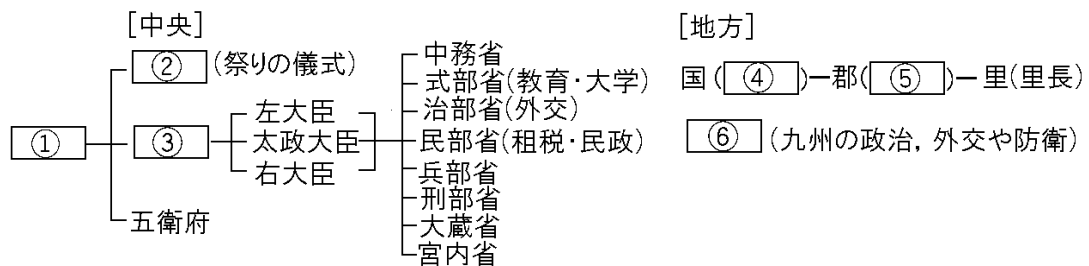 [中央]
② (祭りの儀式)
①
③
左大臣
太政大臣
右大臣
五衛府
中務省
式部省(教育・大学)
治部省(外交)
民部省(租税・民政)
兵部省
刑部省
大蔵省
宮内省
[地方]
国(④)ー郡(⑤)ー里(里長)
⑥ (九州の政治, 外交や防衛)